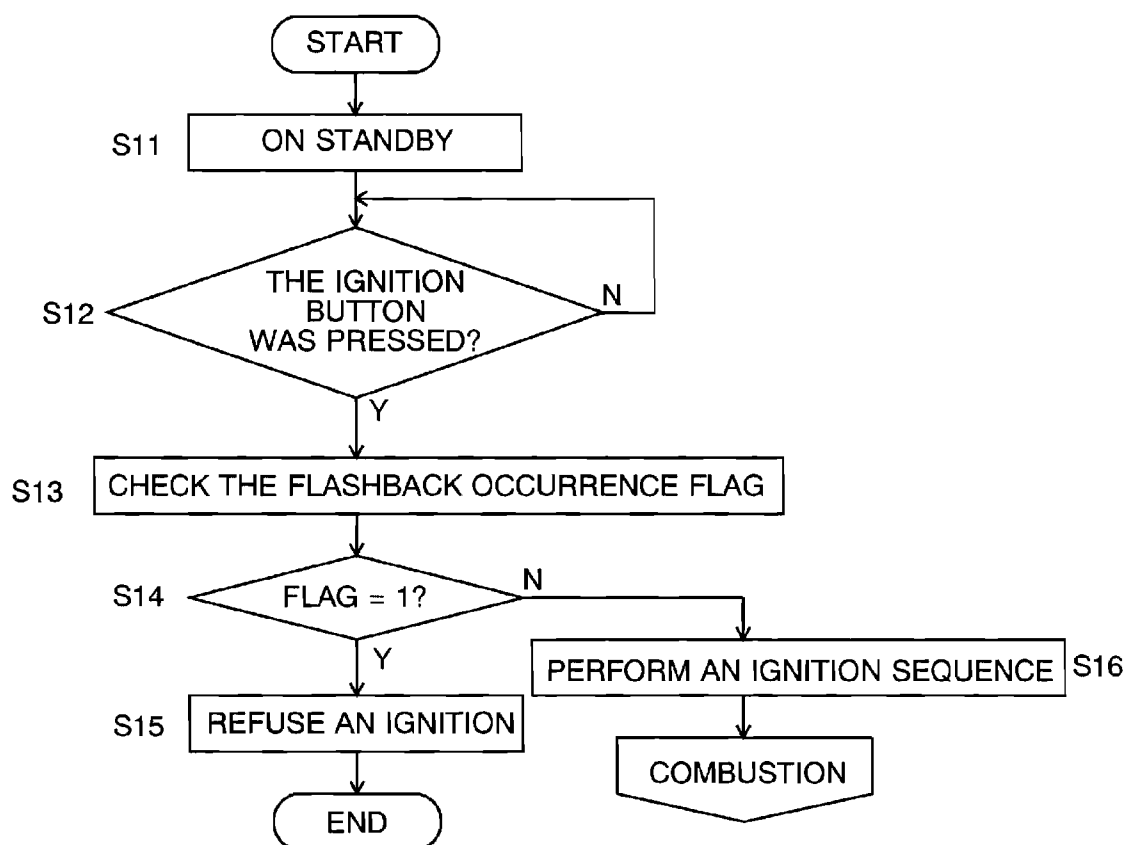 START
S11
ON STANDBY
S12
THE IGNITION
BUTTON
WAS PRESSED?
N
Y
S13
CHECK THE FLASHBACK OCCURRENCE FLAG
S14
FLAG = 1?
N
Y
PERFORM AN IGNITION SEQUENCE
S16
S15
REFUSE AN IGNITION
COMBUSTION
END